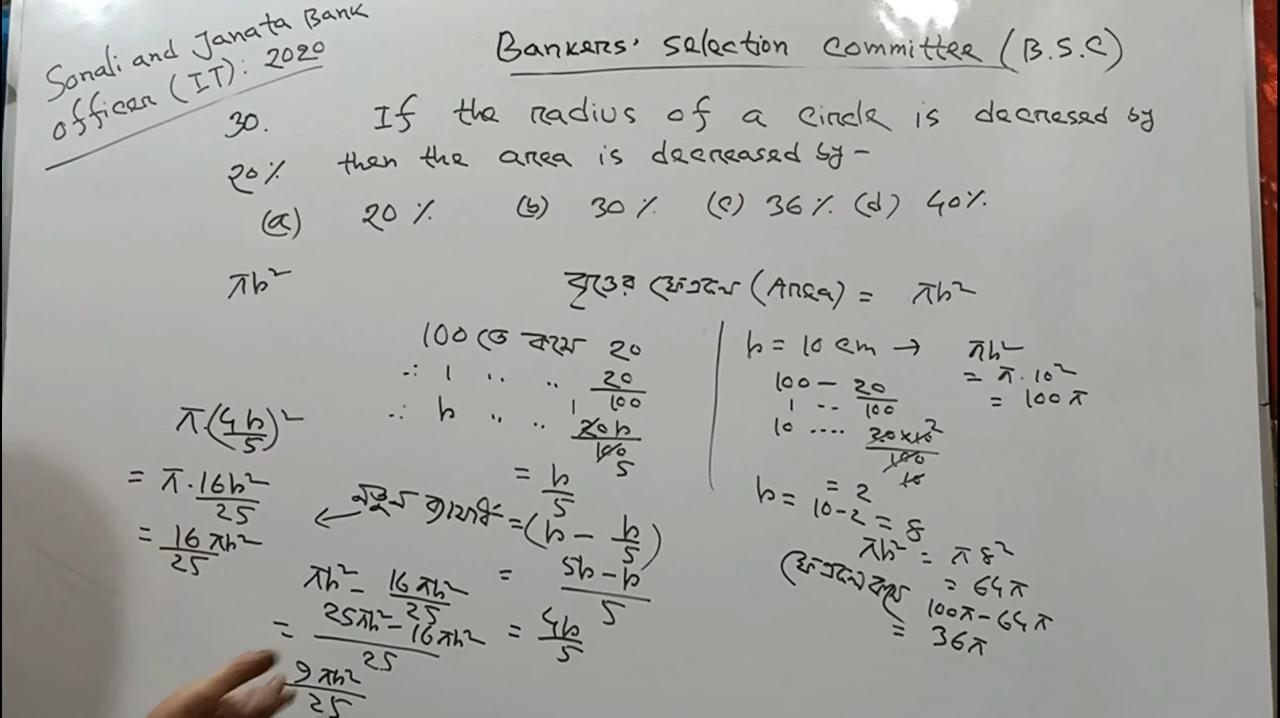 Sonali and Janata Bank
officer (IT): 2020
Bankers' selection committee (B.S.C)
30. If the radius of a circle is decreased by
20% then the area is decreased by -
(a) 20% (b) 30% (c) 36% (d) 40%
πr²
বৃত্তের ক্ষেত্রফল (Area) = πr²
100 তে কমে 20
∴ 1 " " 20/100
∴ r " " 20r/100
1
5
= r/5
নতুন ব্যাসার্ধ = (r - r/5)
= 5r - r/5
= 4r/5
π.(4r/5)²
= π.16r²/25
= 16πr²/25
πr² - 16πr²/25
= 25πr² - 16πr²/25
9πr²/25
r = 10 cm → πr²
= π.10²
= 100π
100 - 20
1 .. 20/100
10 .... 20×10/100
2
10
= 2
r = 10-2 = 8
πr² = π8²
= 64π
ক্ষেত্রফল কমে
100π - 64π
= 36π